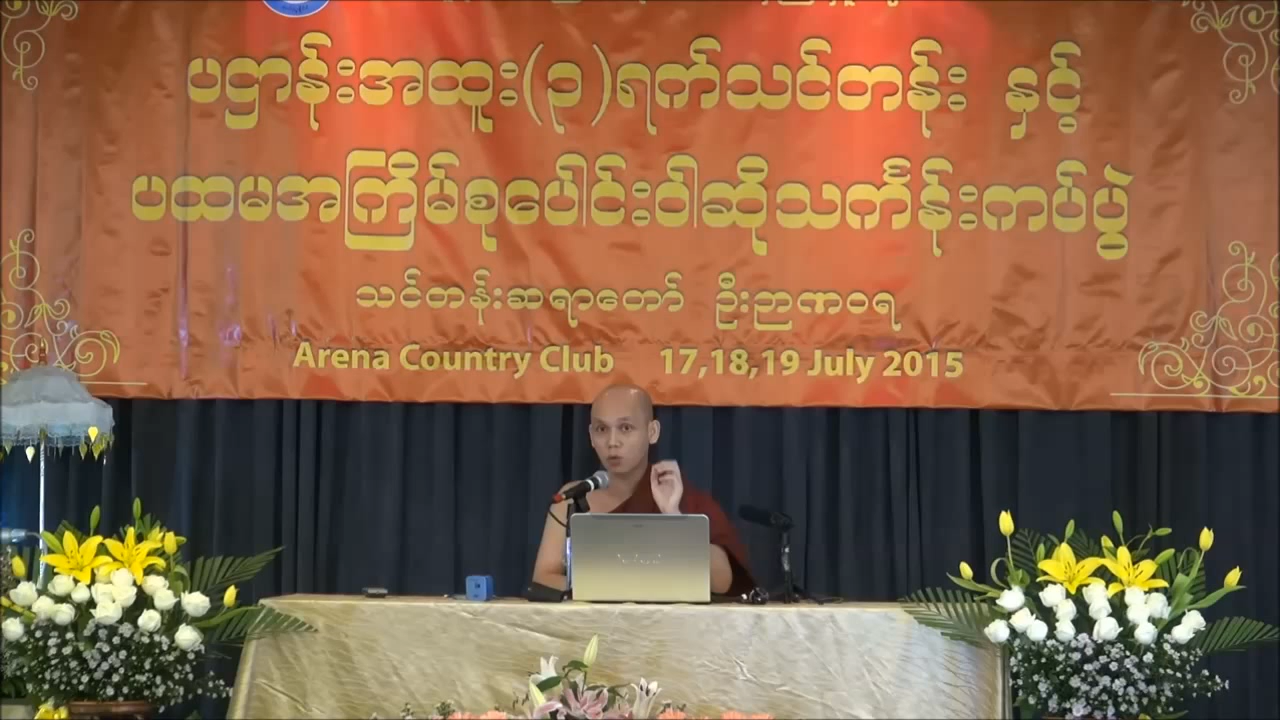 ပဋ္ဌာန်းအထူး(၃)ရက်သင်တန်း နှင့်
ပထမအကြိမ်စုပေါင်းဝါဆိုသင်္ကန်းကပ်ပွဲ
သင်တန်းဆရာတော် ဦးဉာဏဝရ
Arena Country Club 17,18,19 July 2015